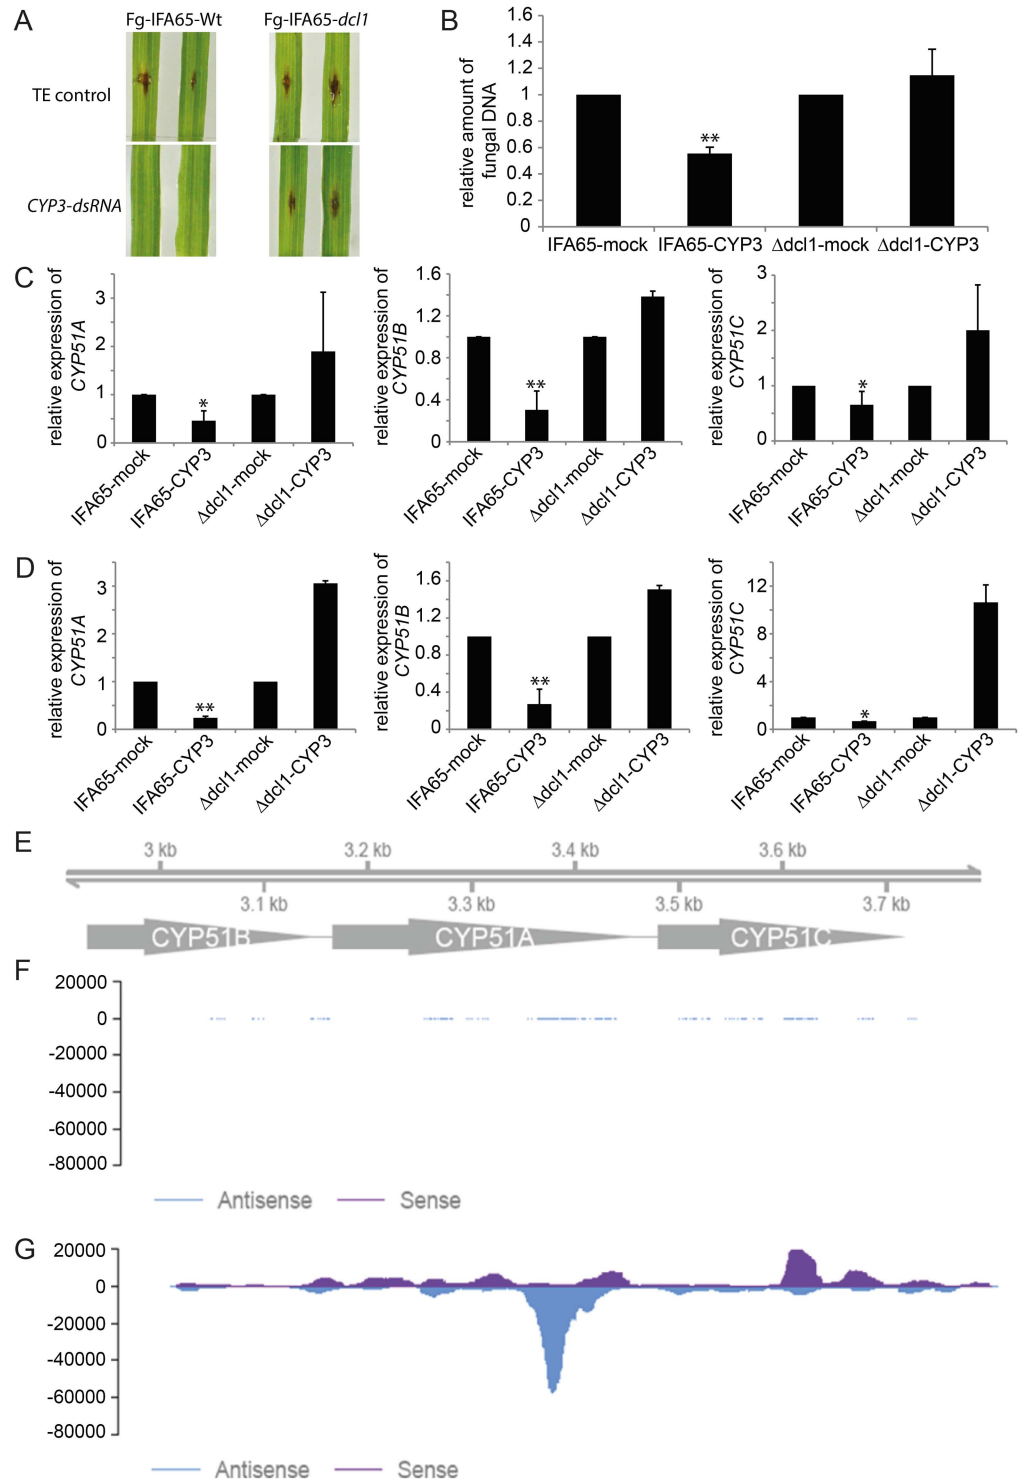 A
Fg-IFA65-Wt Fg-IFA65-dcl1
TE control
CYP3-dsRNA
B
relative amount of
fungal DNA
1.6
1.4
1.2
1
0.8
0.6
0.4
0.2
0
**
IFA65-mock IFA65-CYP3 Δdcl1-mock Δdcl1-CYP3
C
relative expression of
CYP51A
3
2
1
0
*
IFA65-mock IFA65-CYP3 Δdcl1-mock Δdcl1-CYP3
relative expression of
CYP51B
1.6
1.2
0.8
0.4
0
**
IFA65-mock IFA65-CYP3 Δdcl1-mock Δdcl1-CYP3
relative expression of
CYP51C
3
2
1
0
*
IFA65-mock IFA65-CYP3 Δdcl1-mock Δdcl1-CYP3
D
relative expression of
CYP51A
3
2
1
0
**
IFA65-mock IFA65-CYP3 Δdcl1-mock Δdcl1-CYP3
relative expression of
CYP51B
1.6
1.2
0.8
0.4
0
**
IFA65-mock IFA65-CYP3 Δdcl1-mock Δdcl1-CYP3
relative expression of
CYP51C
12
8
4
0
*
IFA65-mock IFA65-CYP3 Δdcl1-mock Δdcl1-CYP3
E
3 kb 3.2 kb 3.4 kb 3.6 kb
3.1 kb 3.3 kb 3.5 kb 3.7 kb
CYP51B CYP51A CYP51C
F
20000
0
-20000
-40000
-60000
-80000
Antisense Sense
G
20000
0
-20000
-40000
-60000
-80000
Antisense Sense